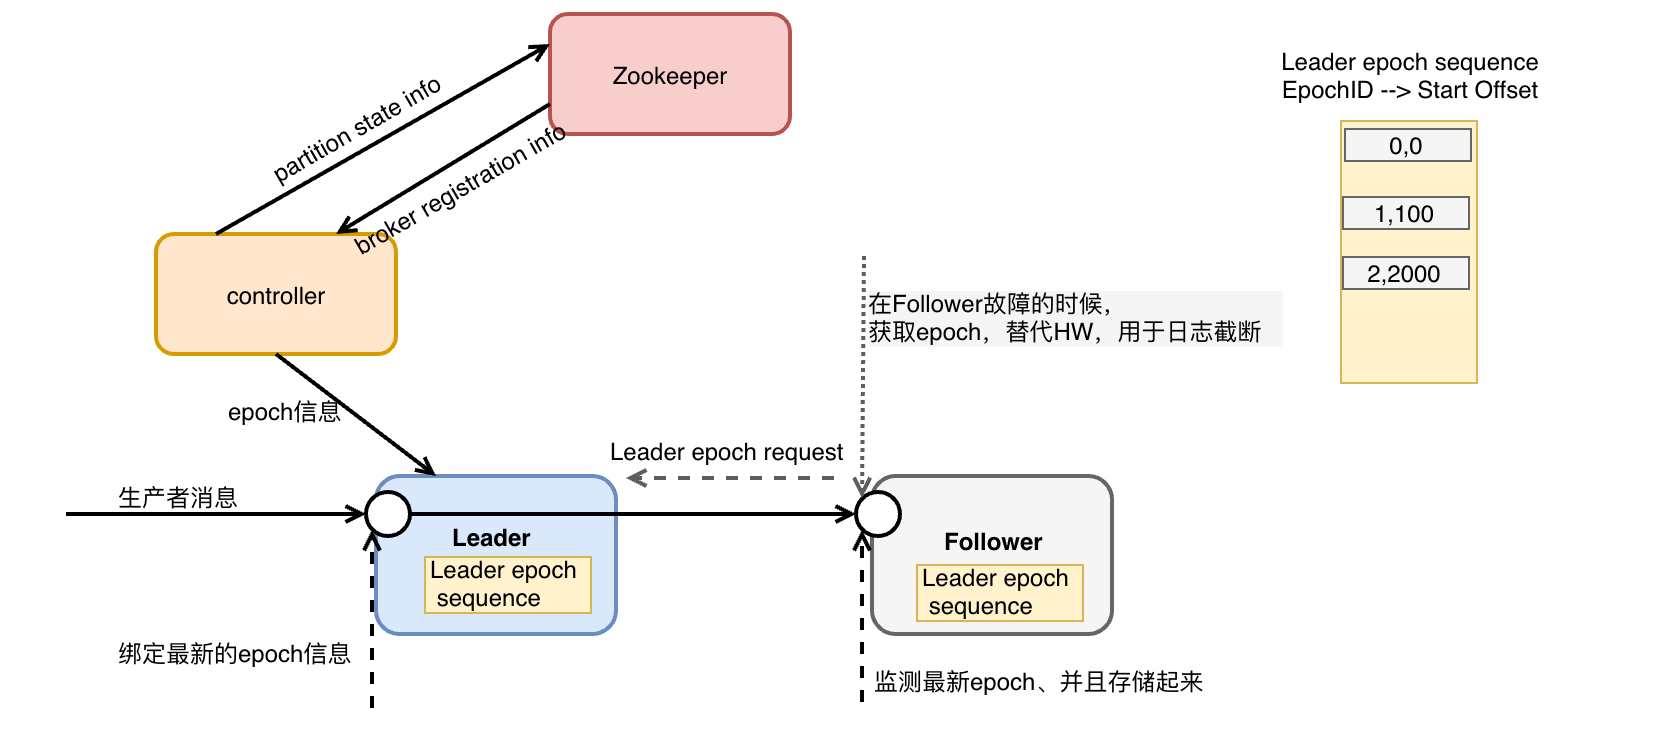 Zookeeper
partition state info
broker registration info
controller
epoch信息
Leader epoch sequence
EpochID --> Start Offset
0,0
1,100
2,2000
在Follower故障的时候，
获取epoch，替代HW，用于日志截断
Leader epoch request
生产者消息
Leader
Leader epoch
sequence
Follower
Leader epoch
sequence
绑定最新的epoch信息
监测最新epoch、并且存储起来